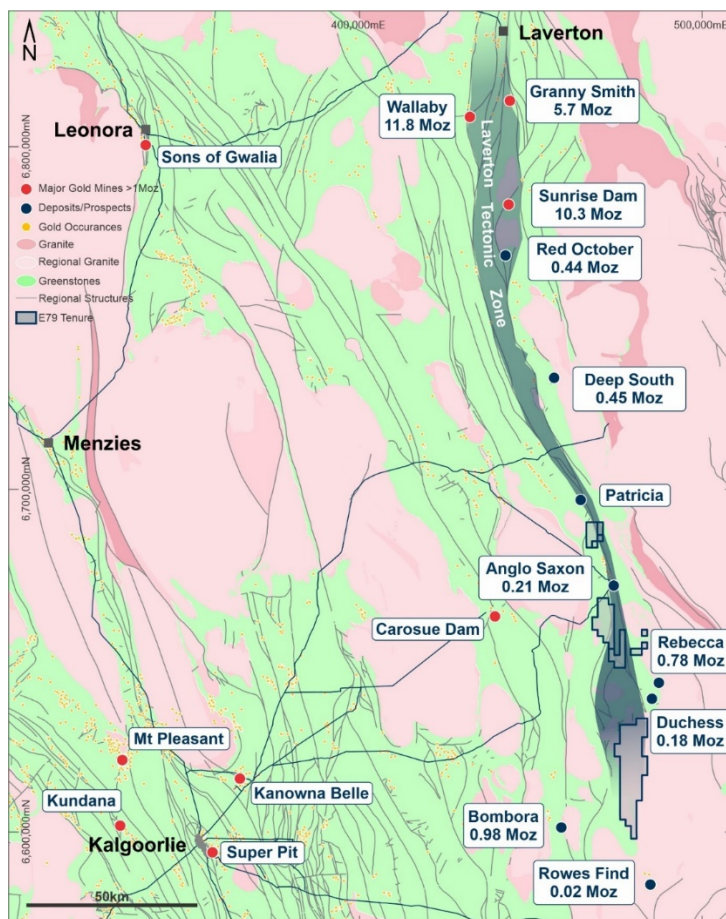 400,000mE
500,000mE
N
Laverton
Granny Smith
5.7 Moz
Wallaby
11.8 Moz
Leonora
6,800,000mN
Sons of Gwalia
Laverton Tectonic Zone
Major Gold Mines >1Moz
Deposits/Prospects
Gold Occurances
Granite
Regional Granite
Greenstones
Regional Structures
E79 Tenure
Sunrise Dam
10.3 Moz
Red October
0.44 Moz
Deep South
0.45 Moz
Menzies
6,700,000mN
Patricia
Anglo Saxon
0.21 Moz
Carosue Dam
Rebecca
0.78 Moz
Duchess
0.18 Moz
Mt Pleasant
Kanowna Belle
Kundana
Bombora
0.98 Moz
6,600,000mN
Kalgoorlie
Super Pit
Rowes Find
0.02 Moz
50km